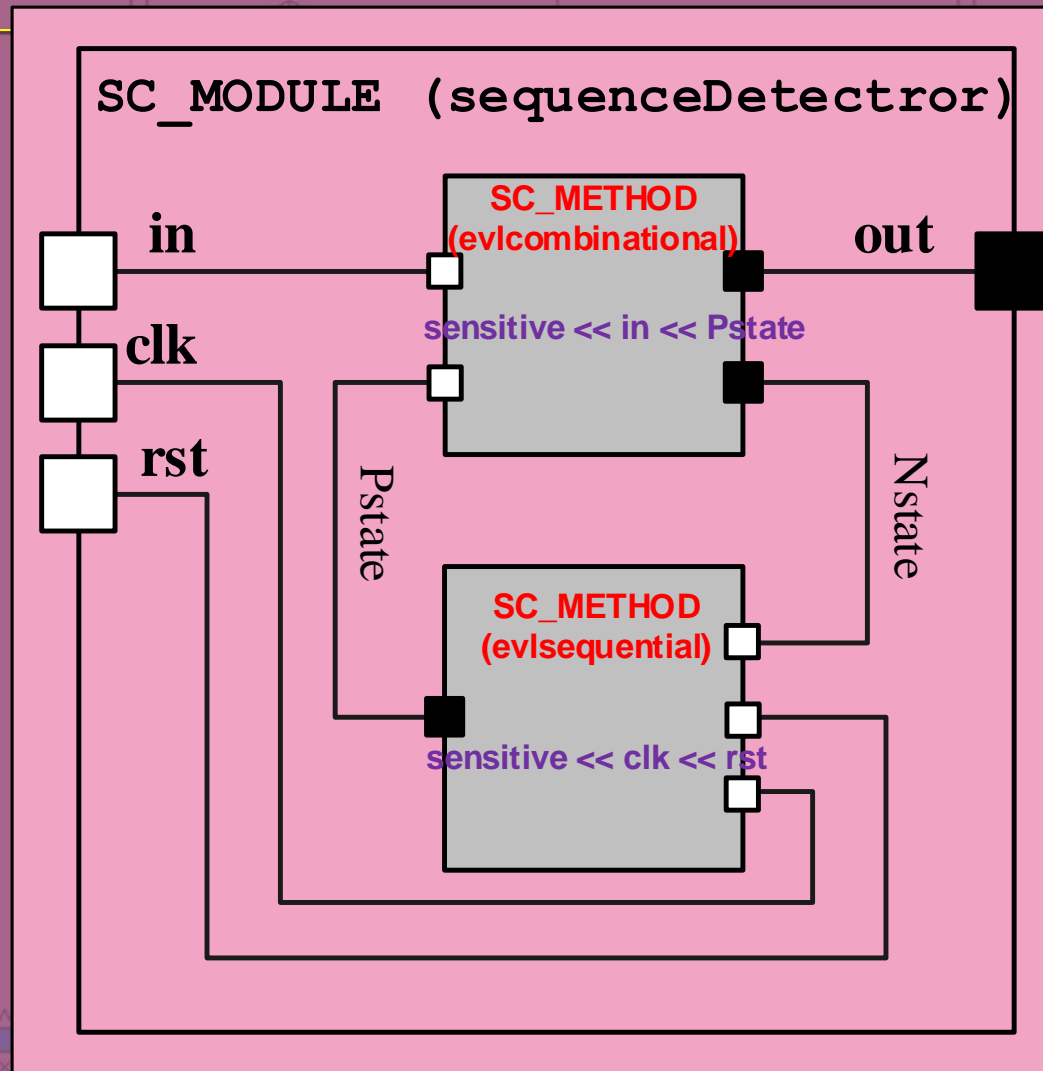 SC_MODULE (sequenceDetectror)
in
SC_METHOD
(evlcombinational)
out
sensitive << in << Pstate
clk
rst
Pstate
Nstate
SC_METHOD
(evlsequential)
sensitive << clk << rst